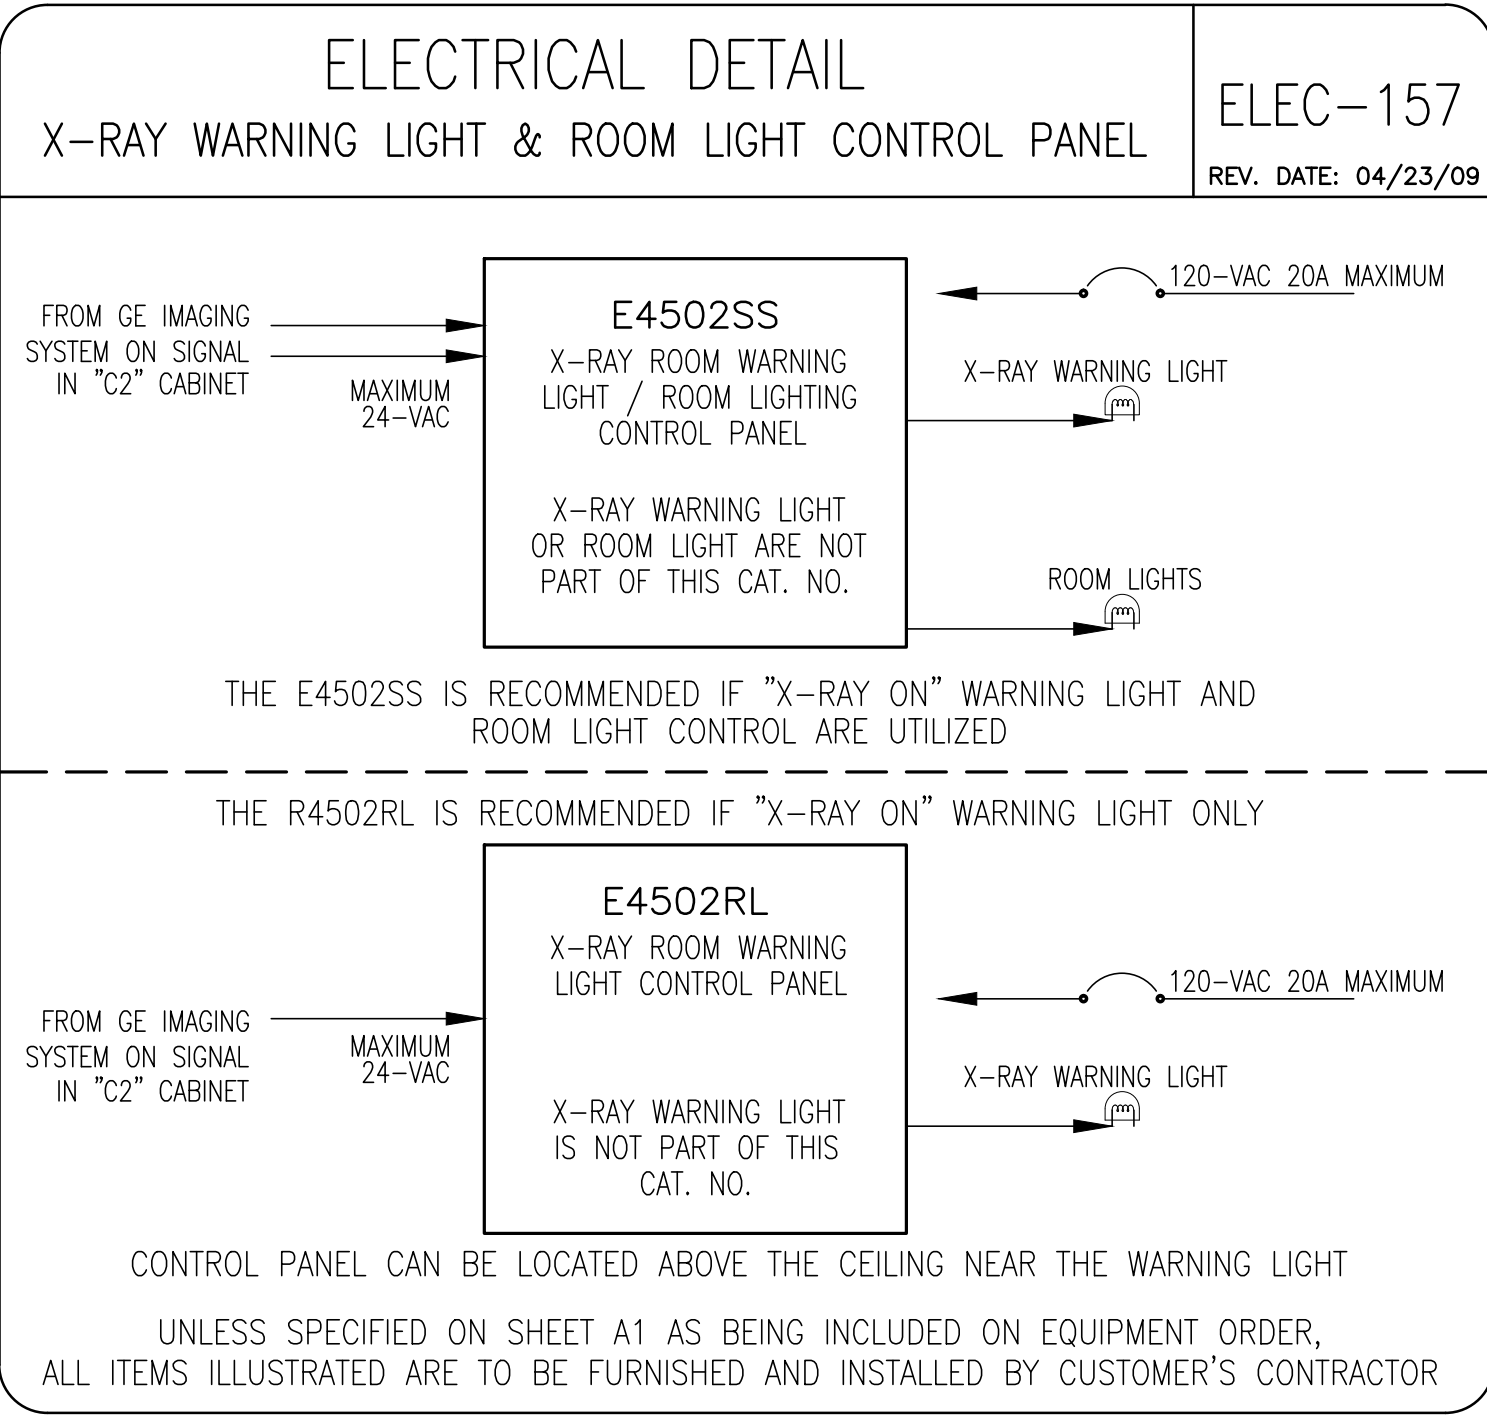 ELECTRICAL DETAIL
X-RAY WARNING LIGHT & ROOM LIGHT CONTROL PANEL
ELEC-157
REV. DATE: 04/23/09
FROM GE IMAGING
SYSTEM ON SIGNAL
IN "C2" CABINET
MAXIMUM
24-VAC
E4502SS
X-RAY ROOM WARNING
LIGHT / ROOM LIGHTING
CONTROL PANEL
X-RAY WARNING LIGHT
OR ROOM LIGHT ARE NOT
PART OF THIS CAT. NO.
120-VAC 20A MAXIMUM
X-RAY WARNING LIGHT
ROOM LIGHTS
THE E4502SS IS RECOMMENDED IF "X-RAY ON" WARNING LIGHT AND
ROOM LIGHT CONTROL ARE UTILIZED
THE R4502RL IS RECOMMENDED IF "X-RAY ON" WARNING LIGHT ONLY
FROM GE IMAGING
SYSTEM ON SIGNAL
IN "C2" CABINET
MAXIMUM
24-VAC
E4502RL
X-RAY ROOM WARNING
LIGHT CONTROL PANEL
X-RAY WARNING LIGHT
IS NOT PART OF THIS
CAT. NO.
120-VAC 20A MAXIMUM
X-RAY WARNING LIGHT
CONTROL PANEL CAN BE LOCATED ABOVE THE CEILING NEAR THE WARNING LIGHT
UNLESS SPECIFIED ON SHEET A1 AS BEING INCLUDED ON EQUIPMENT ORDER,
ALL ITEMS ILLUSTRATED ARE TO BE FURNISHED AND INSTALLED BY CUSTOMER'S CONTRACTOR